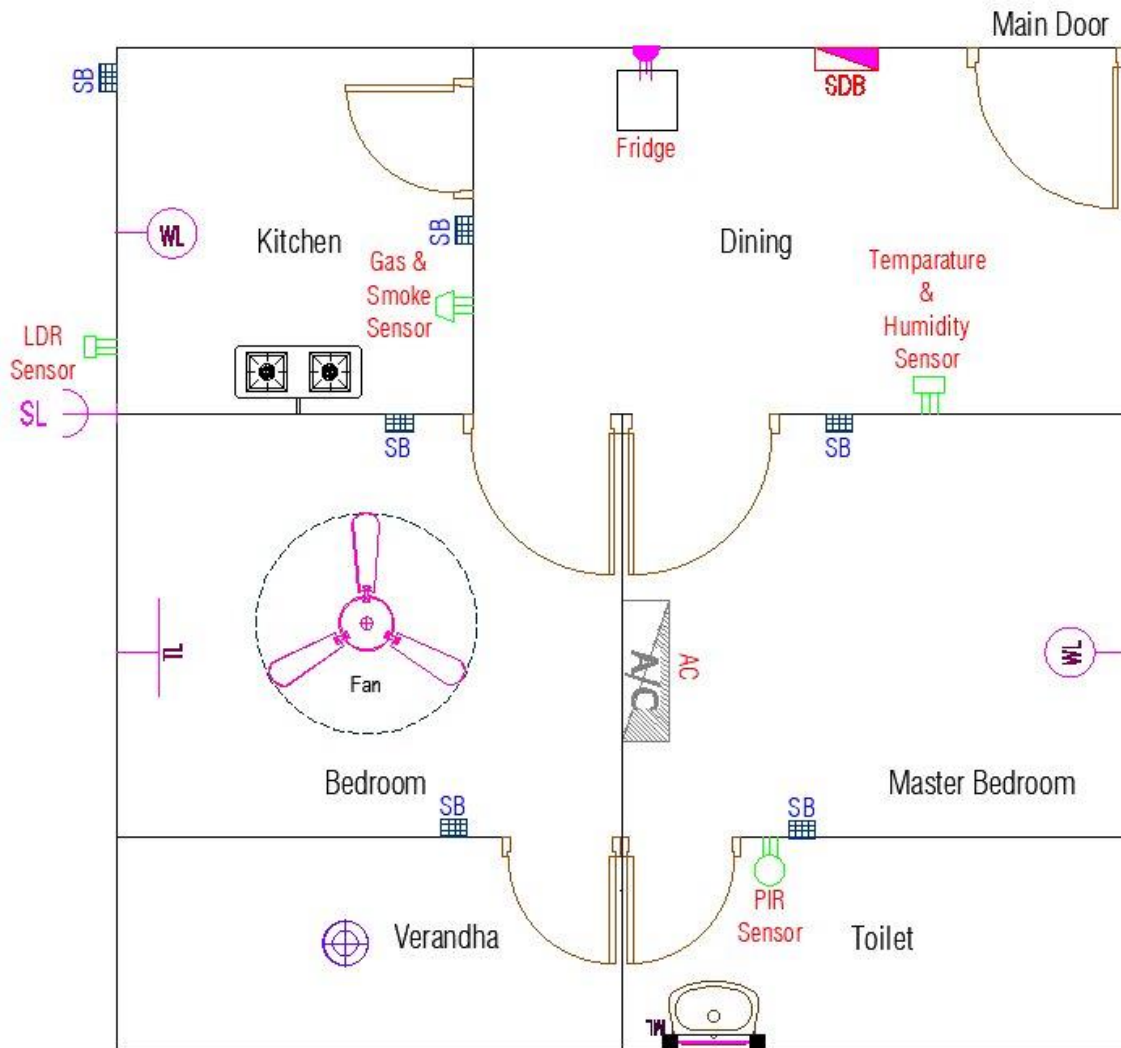 Main Door
SB
SDB
Fridge
WL
Kitchen
SB
Dining
Gas &
Smoke
Sensor
Temparature
&
Humidity
Sensor
LDR
Sensor
SL
SB
SB
TL
Fan
A/C
AC
WL
Bedroom
Master Bedroom
SB
SB
PIR
Sensor
Verandha
Toilet
ML